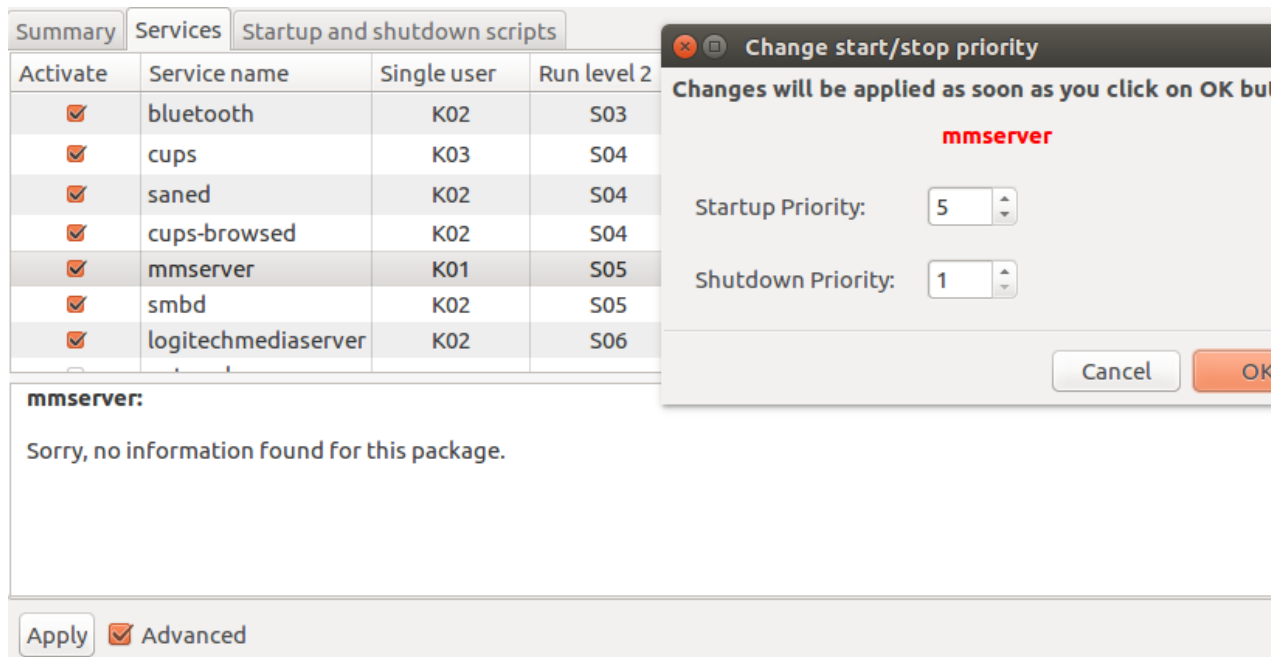 Summary Services Startup and shutdown scripts
Activate Service name Single user Run level 2
bluetooth K02 S03
cups K03 S04
saned K02 S04
cups-browsed K02 S04
mmserver K01 S05
smbd K02 S05
logitechmediaserver K02 S06
mmserver:
Sorry, no information found for this package.
Apply Advanced
Change start/stop priority
Changes will be applied as soon as you click on OK but
mmserver
Startup Priority: 5
Shutdown Priority: 1
Cancel OK